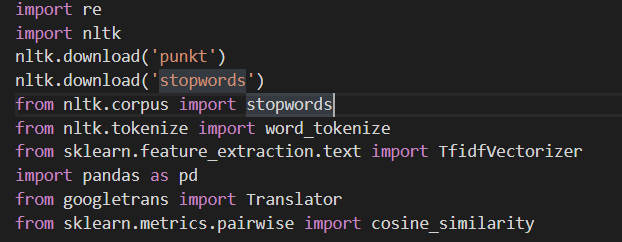 import re
import nltk
nltk.download('punkt')
nltk.download('stopwords')
from nltk.corpus import stopwords
from nltk.tokenize import word_tokenize
from sklearn.feature_extraction.text import TfidfVectorizer
import pandas as pd
from googletrans import Translator
from sklearn.metrics.pairwise import cosine_similarity